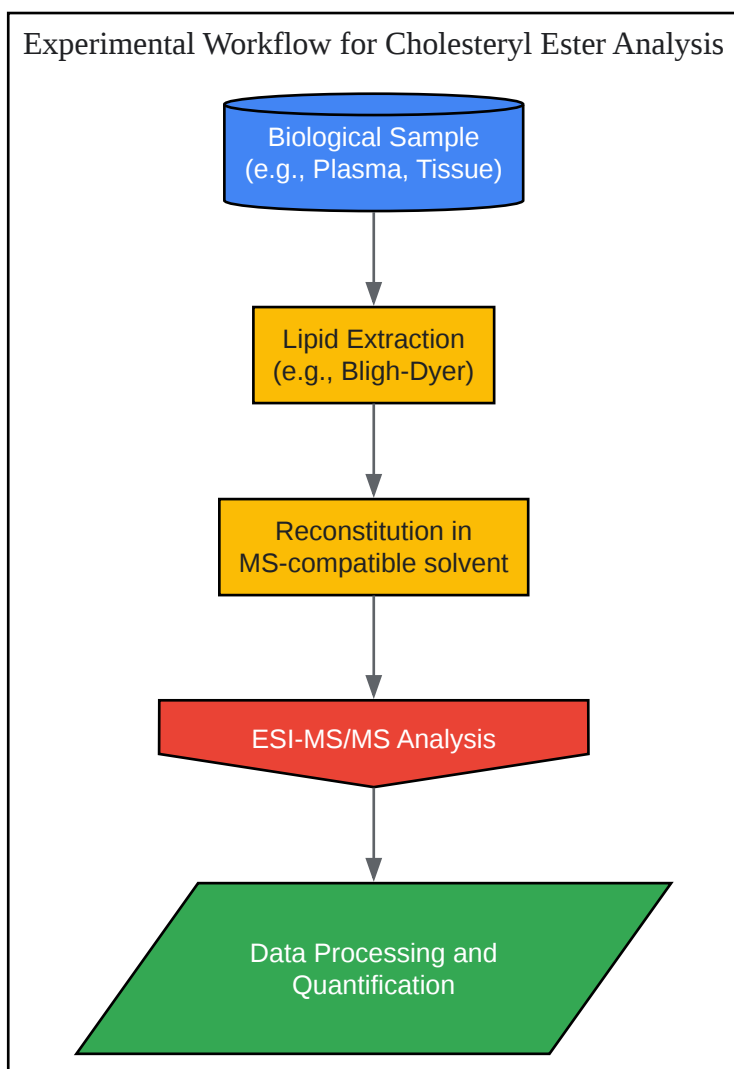 Experimental Workflow for Cholesteryl Ester Analysis
Biological Sample
(e.g., Plasma, Tissue)
Lipid Extraction
(e.g., Bligh-Dyer)
Reconstitution in
MS-compatible solvent
ESI-MS/MS Analysis
Data Processing and
Quantification